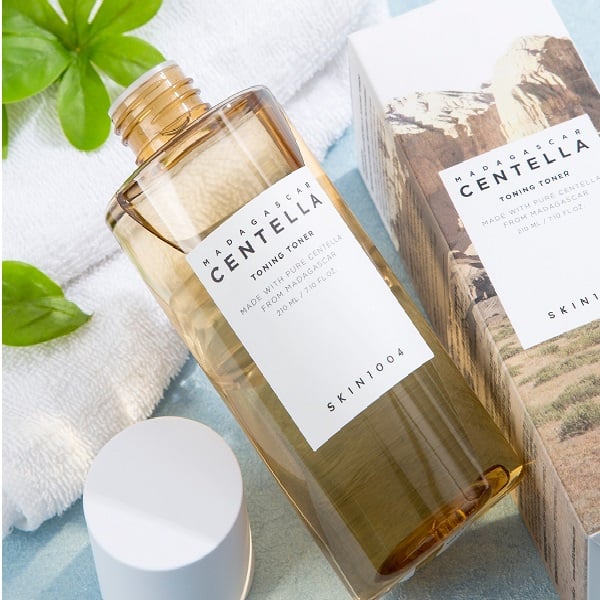 MADAGASCAR
CENTELLA
TONING TONER
MADE WITH PURE CENTELLA
FROM MADAGASCAR
210 ML / 7.10 FL.OZ.
SKIN1004
MADAGASCAR
CENTELLA
TONING TONER
MADE WITH PURE CENTELLA
FROM MADAGASCAR
210 ML / 7.10 FL.OZ.
SKIN1